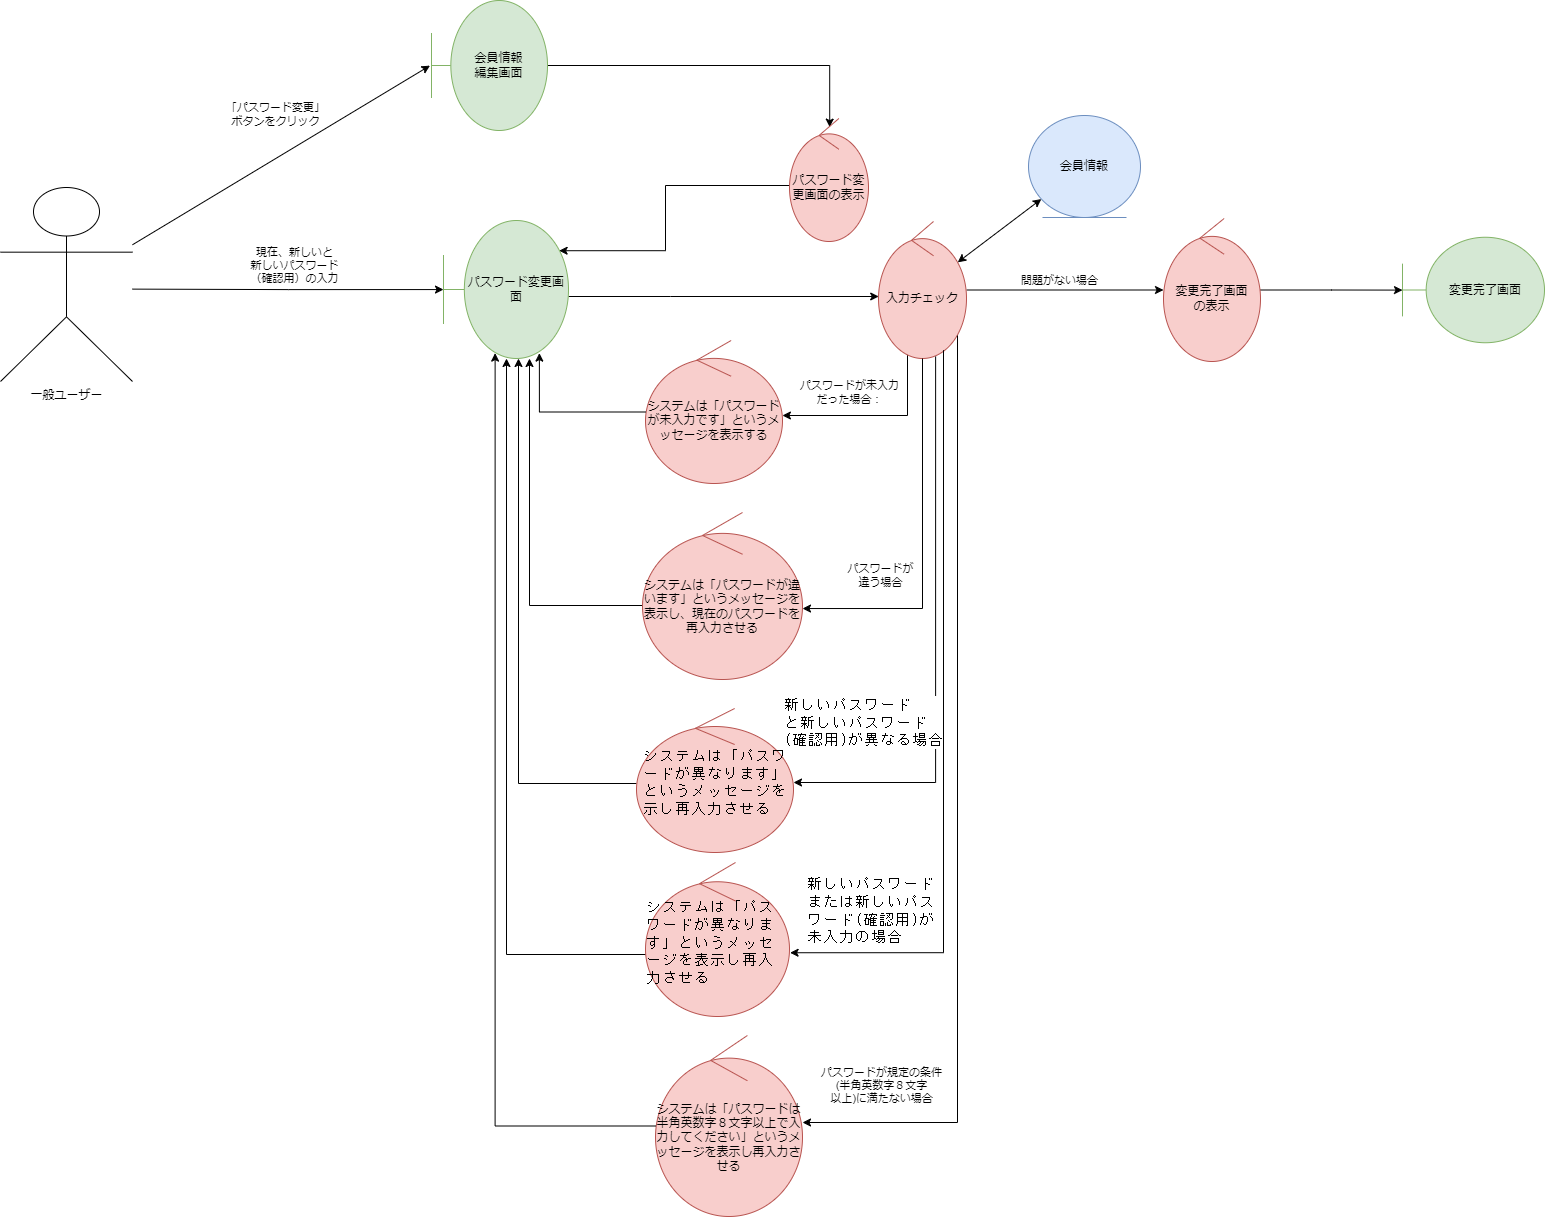 会員情報
編集画面
「パスワード変更」
ボタンをクリック
パスワード変
更画面の表示
会員情報
現在、新しいと
新しいパスワード
（確認用）の入力
パスワード変更画
面
入力チェック
問題がない場合
変更完了画面
の表示
変更完了画面
一般ユーザー
パスワードが未入力
だった場合：
システムは「パスワード
が未入力です」というメ
ッセージを表示する
パスワードが
違う場合
システムは「パスワードが違
います」というメッセージを
表示し、現在のパスワードを
再入力させる
新しいパスワード
と新しいパスワード
(確認用)が異なる場合
システムは「パスワ
ードが異なります」
というメッセージを
示し再入力させる
新しいパスワード
または新しいパス
ワード(確認用)が
未入力の場合
システムは「パス
ワードが異なりま
す」というメッセ
ージを表示し再入
力させる
パスワードが規定の条件
(半角英数字８文字
以上)に満たない場合
システムは「パスワードは
半角英数字８文字以上で入
力してください」というメ
ッセージを表示し再入力さ
せる